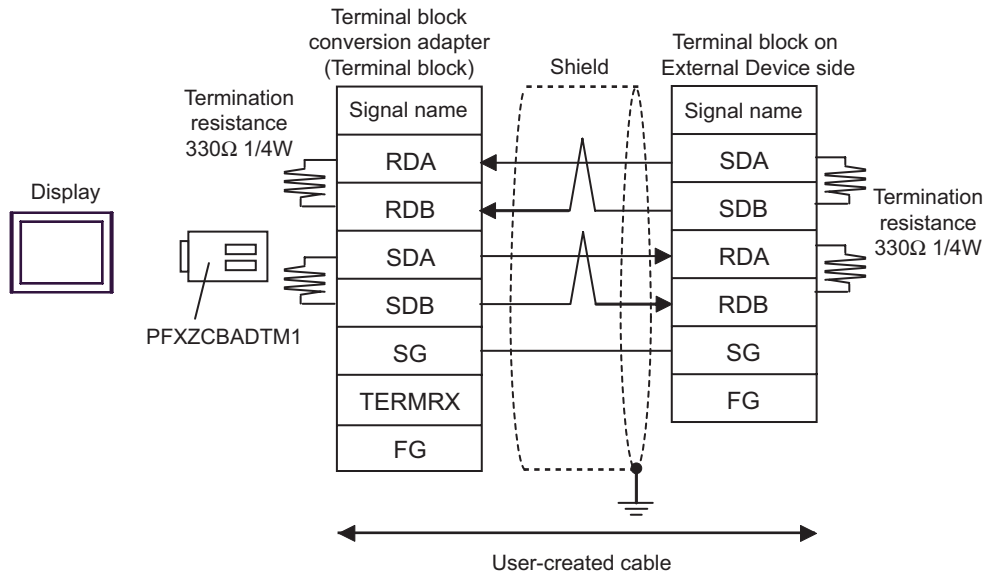 Terminal block
conversion adapter
(Terminal block)
Shield
Terminal block on
External Device side
Termination
resistance
330Ω 1/4W
Display
PFXZCBADTM1
Signal name
RDA
RDB
SDA
SDB
SG
TERMRX
FG
Signal name
SDA
SDB
RDA
RDB
SG
FG
Termination
resistance
330Ω 1/4W
User-created cable